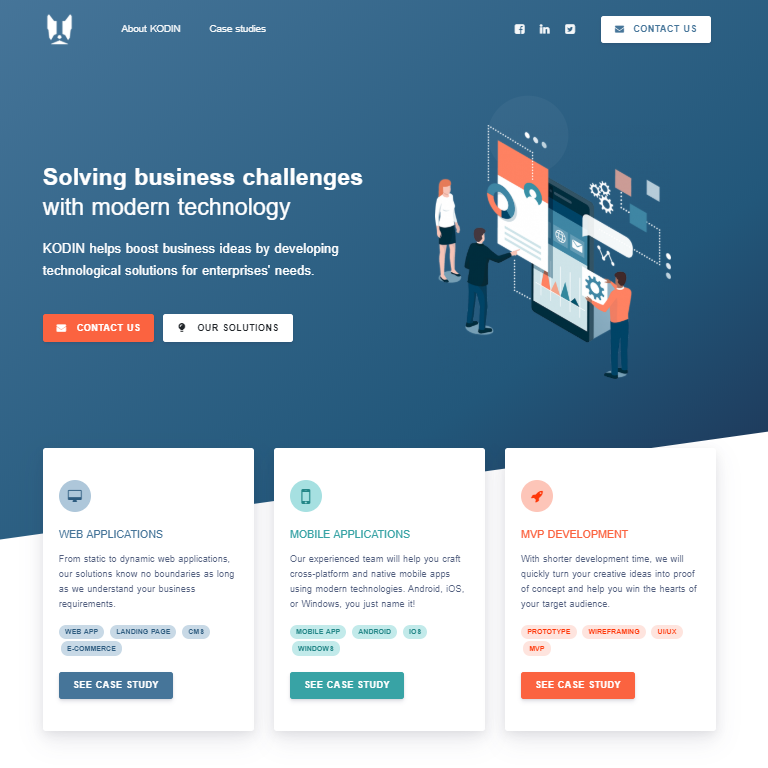 About KODIN
Case studies
CONTACT US
Solving business challenges
with modern technology
KODIN helps boost business ideas by developing
technological solutions for enterprises' needs.
CONTACT US
OUR SOLUTIONS
WEB APPLICATIONS
From static to dynamic web applications,
our solutions know no boundaries as long
as we understand your business
requirements.
WEB APP
LANDING PAGE
CMS
E-COMMERCE
SEE CASE STUDY
MOBILE APPLICATIONS
Our experienced team will help you craft
cross-platform and native mobile apps
using modern technologies. Android, iOS,
or Windows, you just name it!
MOBILE APP
ANDROID
IOS
WINDOWS
SEE CASE STUDY
MVP DEVELOPMENT
With shorter development time, we will
quickly turn your creative ideas into proof
of concept and help you win the hearts of
your target audience.
PROTOTYPE
WIREFRAMING
UI/UX
MVP
SEE CASE STUDY